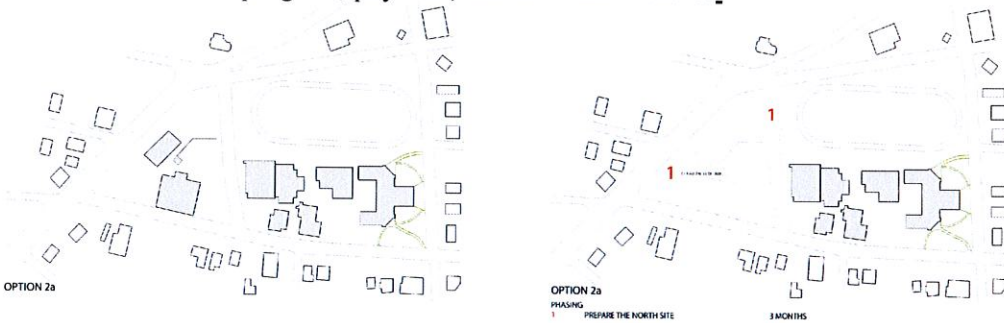 OPTION 2a
1
1
OPTION 2a
PHASING
1 PREPARE THE NORTH SITE 3 MONTHS